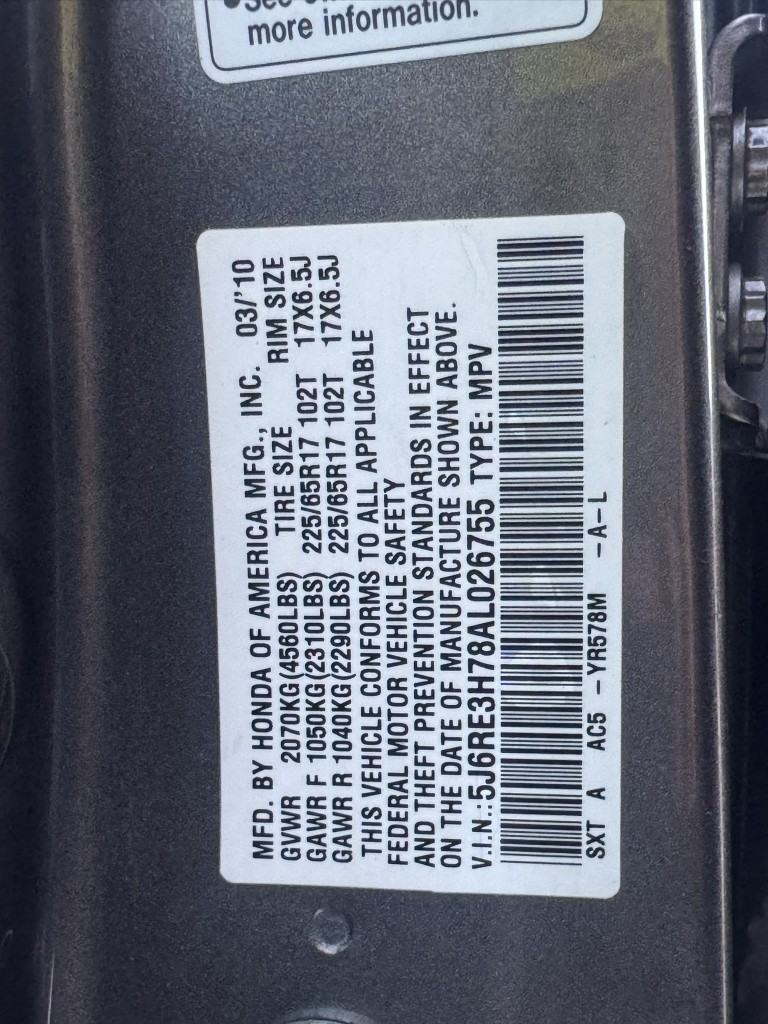 more information.
MFD. BY HONDA OF AMERICA MFG., INC. 03/'10
GVWR 2070KG(4560LBS) TIRE SIZE RIM SIZE
GAWR F 1050KG(2310LBS) 225/65R17 102T 17X6.5J
GAWR R 1040KG(2290LBS) 225/65R17 102T 17X6.5J
THIS VEHICLE CONFORMS TO ALL APPLICABLE
FEDERAL MOTOR VEHICLE SAFETY
AND THEFT PREVENTION STANDARDS IN EFFECT
ON THE DATE OF MANUFACTURE SHOWN ABOVE.
V.I.N.:5J6RE3H78AL026755 TYPE: MPV
SXT A AC5 -YR578M -A-L